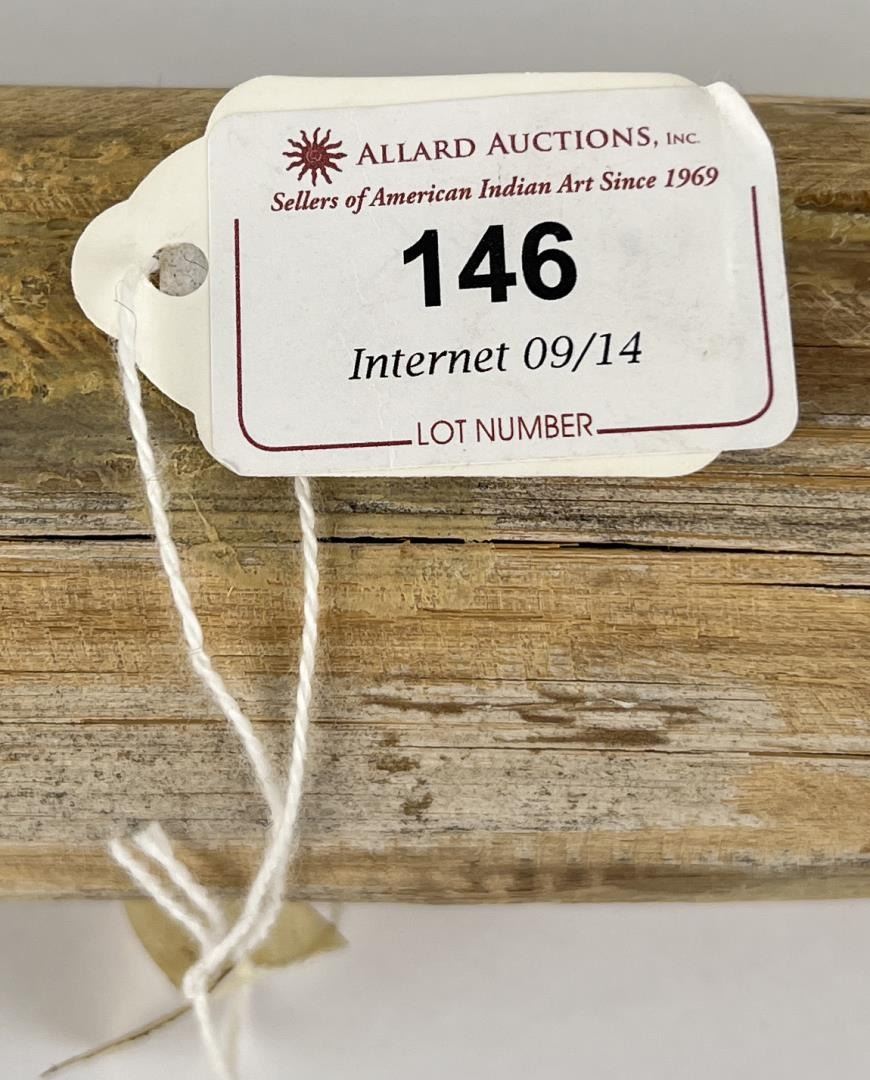 ALLARD AUCTIONS, INC.
Sellers of American Indian Art Since 1969
146
Internet 09/14
LOT NUMBER